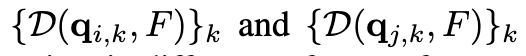 {𝒟(𝐪ᵢ,ₖ, F)}ₖ and {𝒟(𝐪ⱼ,ₖ, F)}ₖ